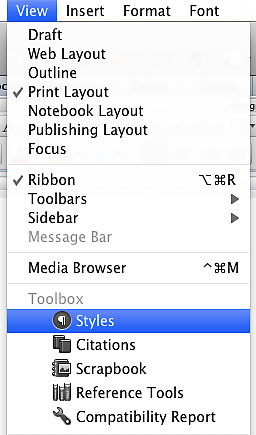 View Insert Format Font
Draft
Web Layout
Outline
✓ Print Layout
Notebook Layout
Publishing Layout
Focus
✓ Ribbon ⌥⌘R
Toolbars ▶
Sidebar ▶
Message Bar
Media Browser ^⌘M
Toolbox
Styles
Citations
Scrapbook
Reference Tools
Compatibility Report